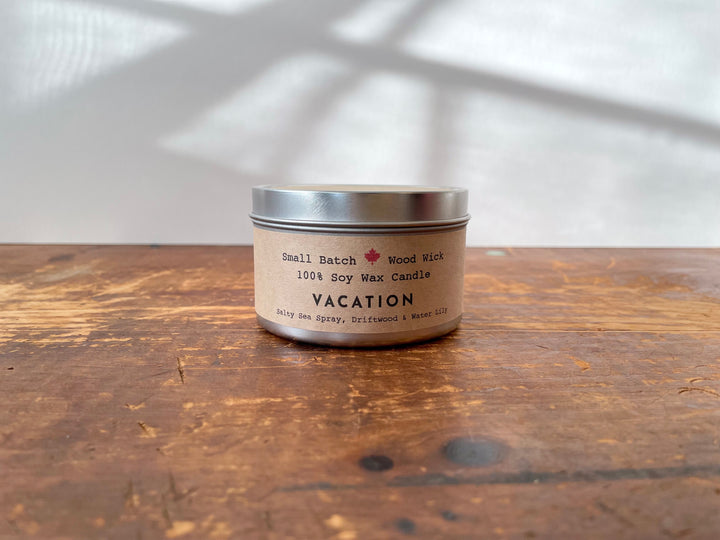 Small Batch Wood Wick
100% Soy Wax Candle
VACATION
Salty Sea Spray, Driftwood & Water Lily